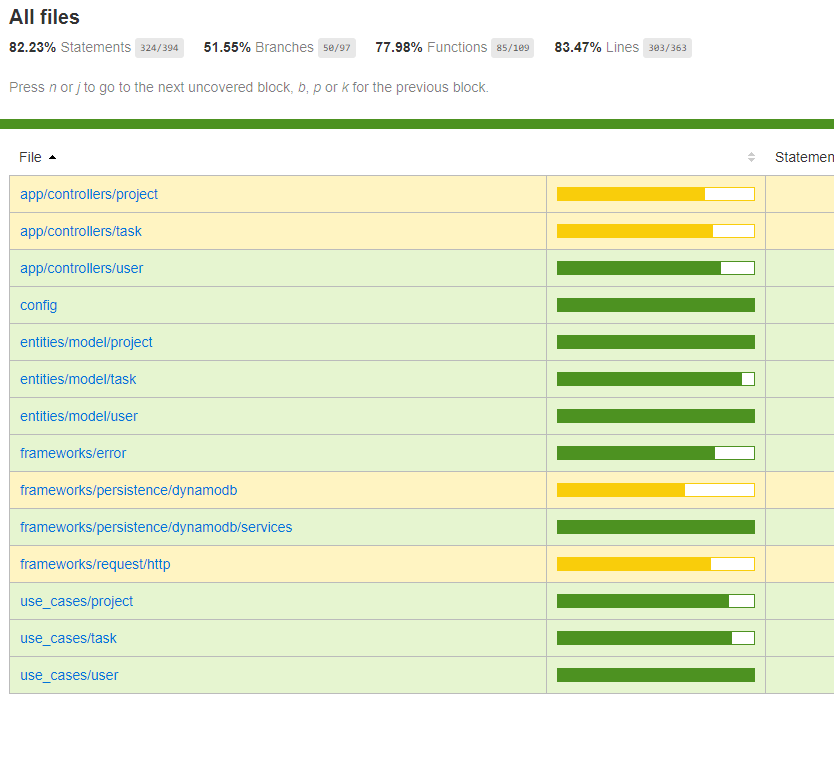 All files
82.23% Statements 324/394 51.55% Branches 50/97 77.98% Functions 85/109 83.47% Lines 303/363
Press n or j to go to the next uncovered block, b, p or k for the previous block.
File Statemen
app/controllers/project
app/controllers/task
app/controllers/user
config
entities/model/project
entities/model/task
entities/model/user
frameworks/error
frameworks/persistence/dynamodb
frameworks/persistence/dynamodb/services
frameworks/request/http
use_cases/project
use_cases/task
use_cases/user